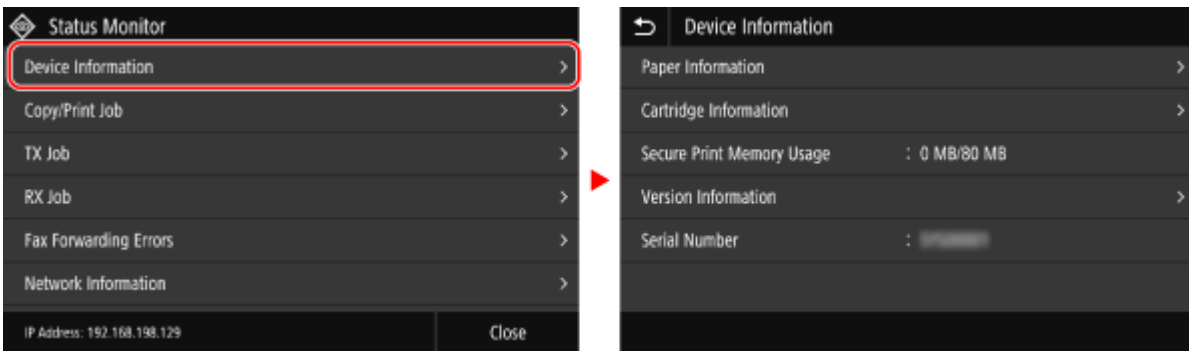 Status Monitor
Device Information
Copy/Print Job
TX Job
RX Job
Fax Forwarding Errors
Network Information
IP Address: 192.168.198.129
Close
Device Information
Paper Information
Cartridge Information
Secure Print Memory Usage : 0 MB/80 MB
Version Information
Serial Number :